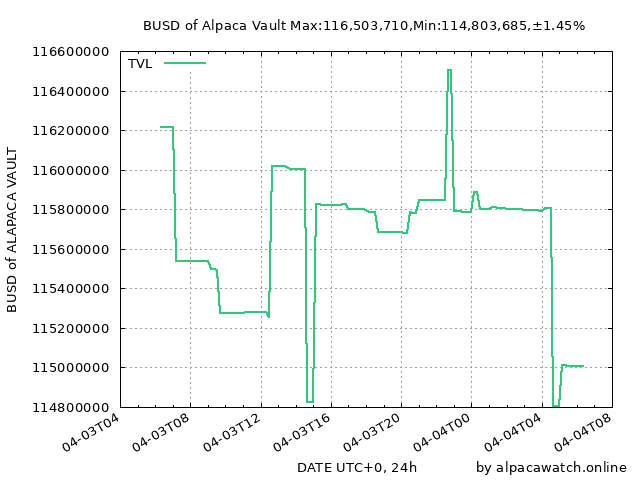 BUSD of Alpaca Vault Max:116,503,710,Min:114,803,685,±1.45%
TVL
BUSD of ALAPACA VAULT
116600000
116400000
116200000
116000000
115800000
115600000
115400000
115200000
115000000
114800000
04-03T04
04-03T08
04-03T12
04-03T16
04-03T20
04-04T00
04-04T04
04-04T08
DATE UTC+0, 24h
by alpacawatch.online